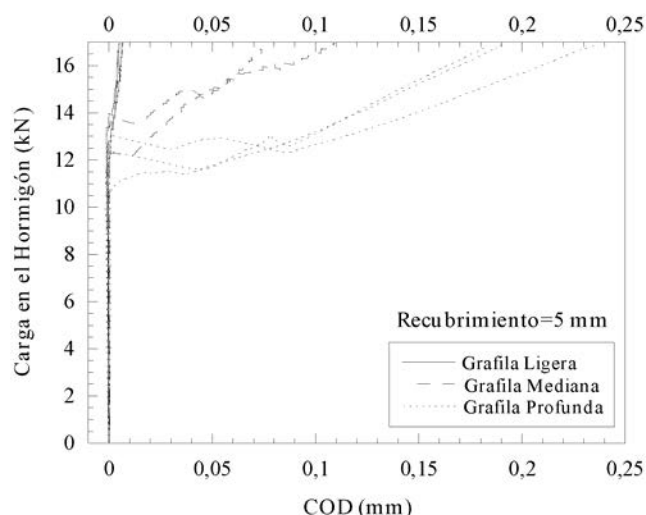 0 0,05 0,1 0,15 0,2 0,25
16
14
12
10
8
6
4
2
0
Carga en el Hormigón (kN)
Recubrimiento=5 mm
Grafila Ligera
Grafila Mediana
Grafila Profunda
0 0,05 0,1 0,15 0,2 0,25
COD (mm)